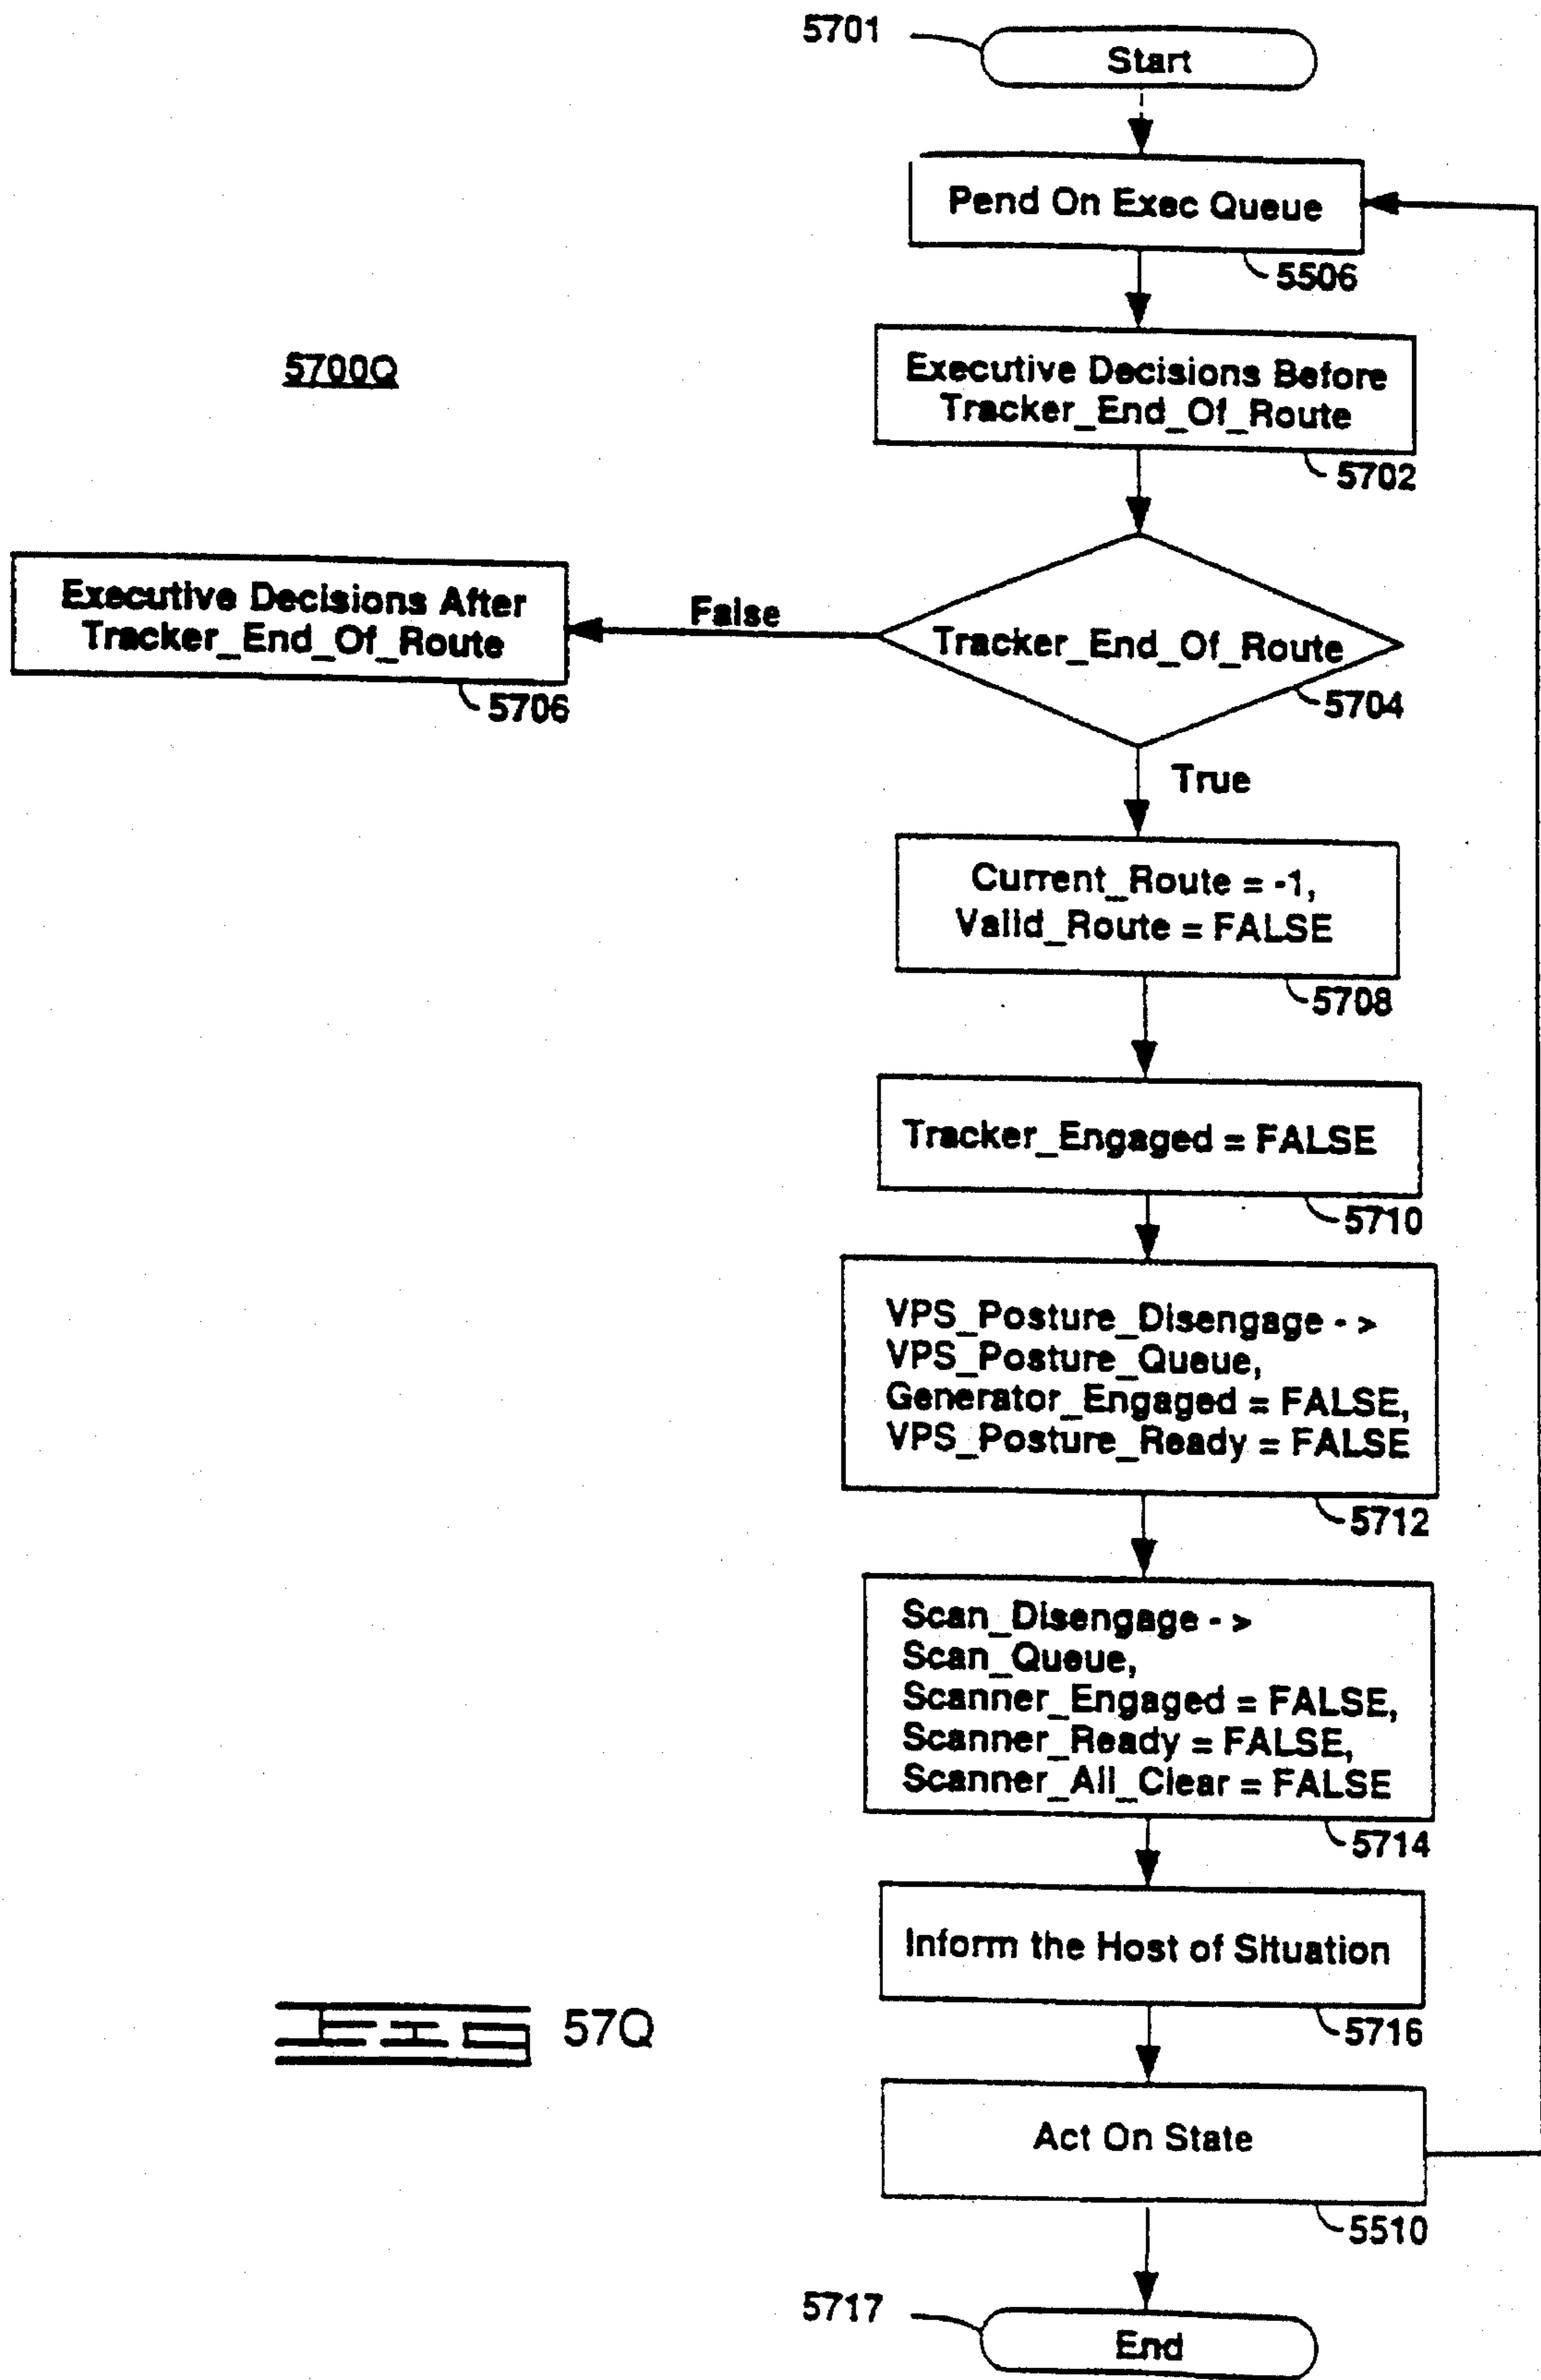 5701
Start
Pend On Exec Queue
5506
5700Q
Executive Decisions Before
Tracker_End_Of_Route
5702
Executive Decisions After
Tracker_End_Of_Route
5706
False
Tracker_End_Of_Route
5704
True
Current_Route = -1,
Valid_Route = FALSE
5708
Tracker_Engaged = FALSE
5710
VPS_Posture_Disengage - >
VPS_Posture_Queue,
Generator_Engaged = FALSE,
VPS_Posture_Ready = FALSE
5712
Scan_Disengage - >
Scan_Queue,
Scanner_Engaged = FALSE,
Scanner_Ready = FALSE,
Scanner_All_Clear = FALSE
5714
Inform the Host of Situation
5716
FIG 57Q
Act On State
5510
5717
End